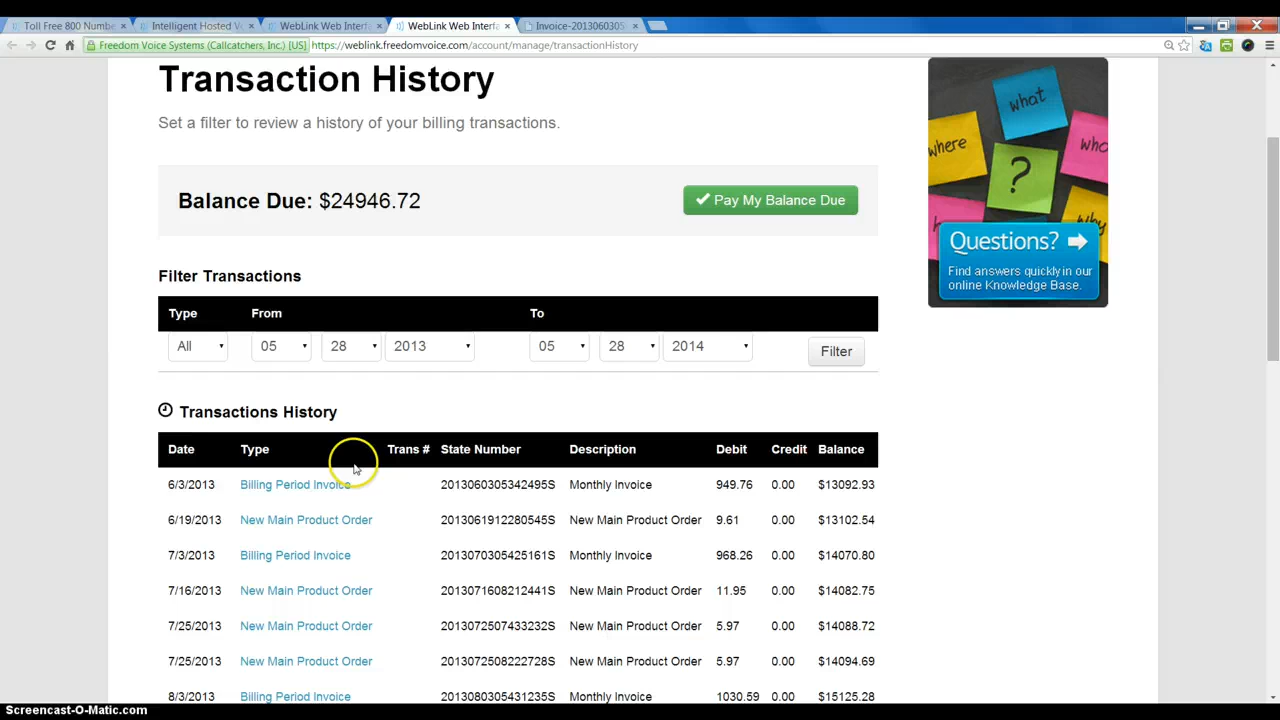 Toll Free 800 Numbe
Intelligent Hosted V
WebLink Web Interfa
WebLink Web Interfa
Invoice-2013060305
Freedom Voice Systems (Callcatchers, Inc.) [US]
https://weblink.freedomvoice.com/account/manage/transactionHistory
Transaction History
Set a filter to review a history of your billing transactions.
Balance Due: $24946.72
Pay My Balance Due
what
where
who
?
why
Questions?
Find answers quickly in our
online Knowledge Base.
Filter Transactions
Type From To
All 05 28 2013 05 28 2014 Filter
Transactions History
Date Type Trans # State Number Description Debit Credit Balance
6/3/2013 Billing Period Invoice 2013060305342495S Monthly Invoice 949.76 0.00 $13092.93
6/19/2013 New Main Product Order 2013061912280545S New Main Product Order 9.61 0.00 $13102.54
7/3/2013 Billing Period Invoice 2013070305425161S Monthly Invoice 968.26 0.00 $14070.80
7/16/2013 New Main Product Order 2013071608212441S New Main Product Order 11.95 0.00 $14082.75
7/25/2013 New Main Product Order 2013072507433232S New Main Product Order 5.97 0.00 $14088.72
7/25/2013 New Main Product Order 2013072508222728S New Main Product Order 5.97 0.00 $14094.69
8/3/2013 Billing Period Invoice 2013080305431235S Monthly Invoice 1030.59 0.00 $15125.28
Screencast-O-Matic.com